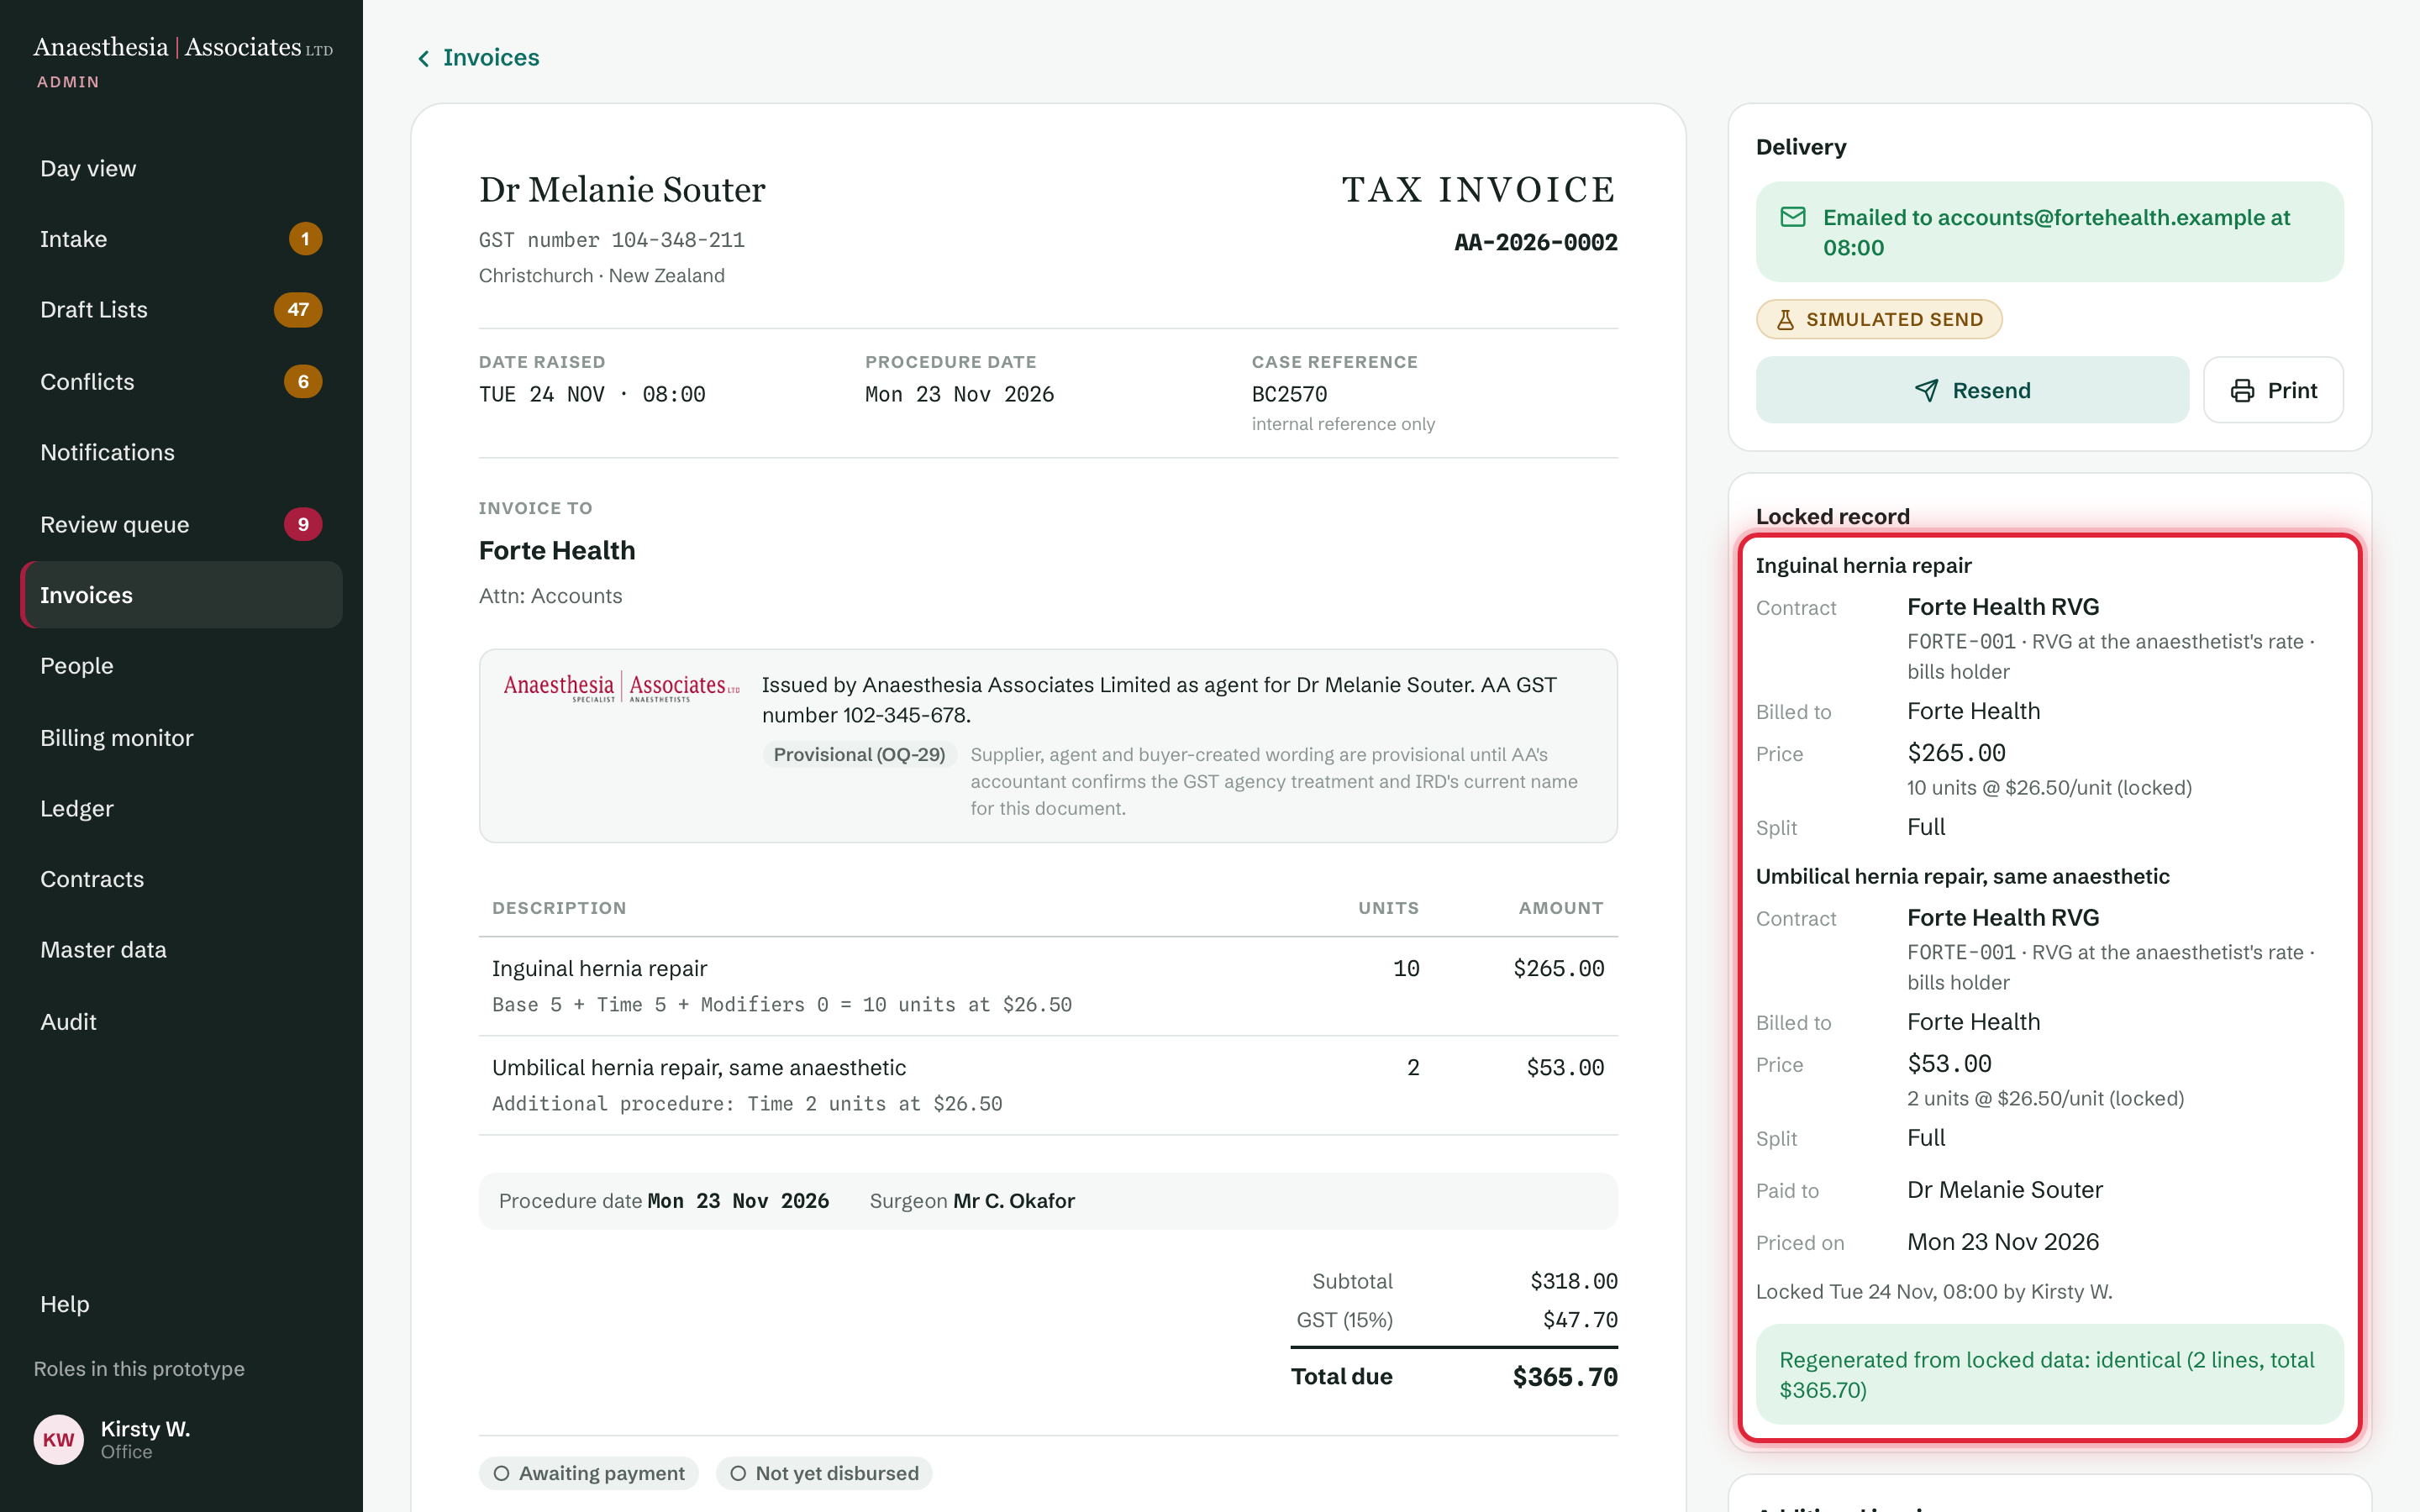 Anaesthesia | Associates LTD
ADMIN
Day view
Intake 1
Draft Lists 47
Conflicts 6
Notifications
Review queue 9
Invoices
People
Billing monitor
Ledger
Contracts
Master data
Audit
Help
Roles in this prototype
KW
Kirsty W.
Office
Invoices
Dr Melanie Souter
GST number 104-348-211
Christchurch · New Zealand
TAX INVOICE
AA-2026-0002
DATE RAISED
TUE 24 NOV · 08:00
PROCEDURE DATE
Mon 23 Nov 2026
CASE REFERENCE
BC2570
internal reference only
INVOICE TO
Forte Health
Attn: Accounts
Anaesthesia | Associates LTD
SPECIALIST | ANAESTHETISTS
Issued by Anaesthesia Associates Limited as agent for Dr Melanie Souter. AA GST
number 102-345-678.
Provisional (OQ-29)
Supplier, agent and buyer-created wording are provisional until AA's
accountant confirms the GST agency treatment and IRD's current name
for this document.
DESCRIPTION UNITS AMOUNT
Inguinal hernia repair 10 $265.00
Base 5 + Time 5 + Modifiers 0 = 10 units at $26.50
Umbilical hernia repair, same anaesthetic 2 $53.00
Additional procedure: Time 2 units at $26.50
Procedure date Mon 23 Nov 2026 Surgeon Mr C. Okafor
Subtotal $318.00
GST (15%) $47.70
Total due $365.70
Awaiting payment Not yet disbursed
Delivery
Emailed to accounts@fortehealth.example at
08:00
SIMULATED SEND
Resend Print
Locked record
Inguinal hernia repair
Contract Forte Health RVG
FORTE-001 · RVG at the anaesthetist's rate ·
bills holder
Billed to Forte Health
Price $265.00
10 units @ $26.50/unit (locked)
Split Full
Umbilical hernia repair, same anaesthetic
Contract Forte Health RVG
FORTE-001 · RVG at the anaesthetist's rate ·
bills holder
Billed to Forte Health
Price $53.00
2 units @ $26.50/unit (locked)
Split Full
Paid to Dr Melanie Souter
Priced on Mon 23 Nov 2026
Locked Tue 24 Nov, 08:00 by Kirsty W.
Regenerated from locked data: identical (2 lines, total
$365.70)